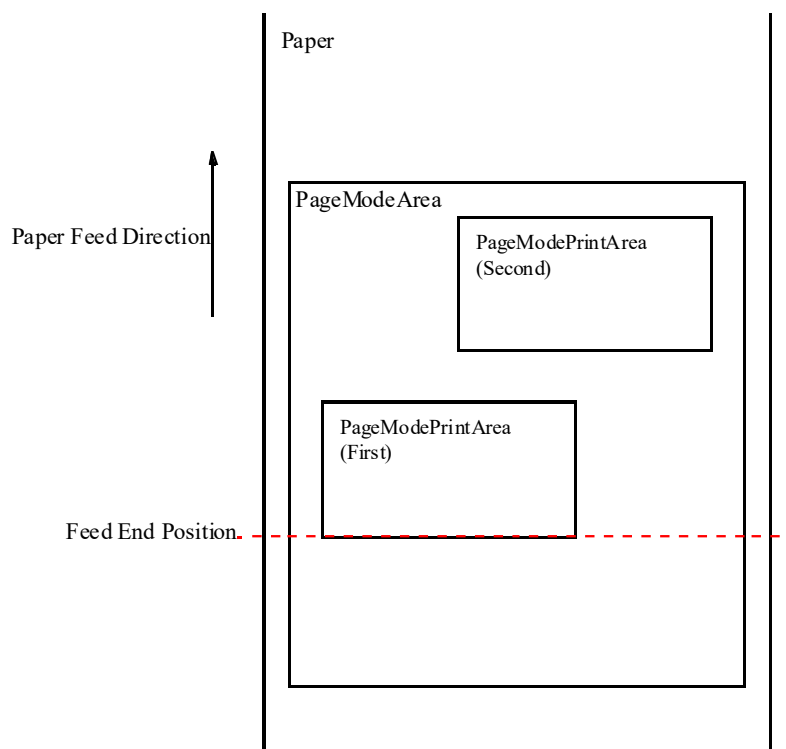 Paper
PageModeArea
Paper Feed Direction
PageModePrintArea
(Second)
PageModePrintArea
(First)
Feed End Position